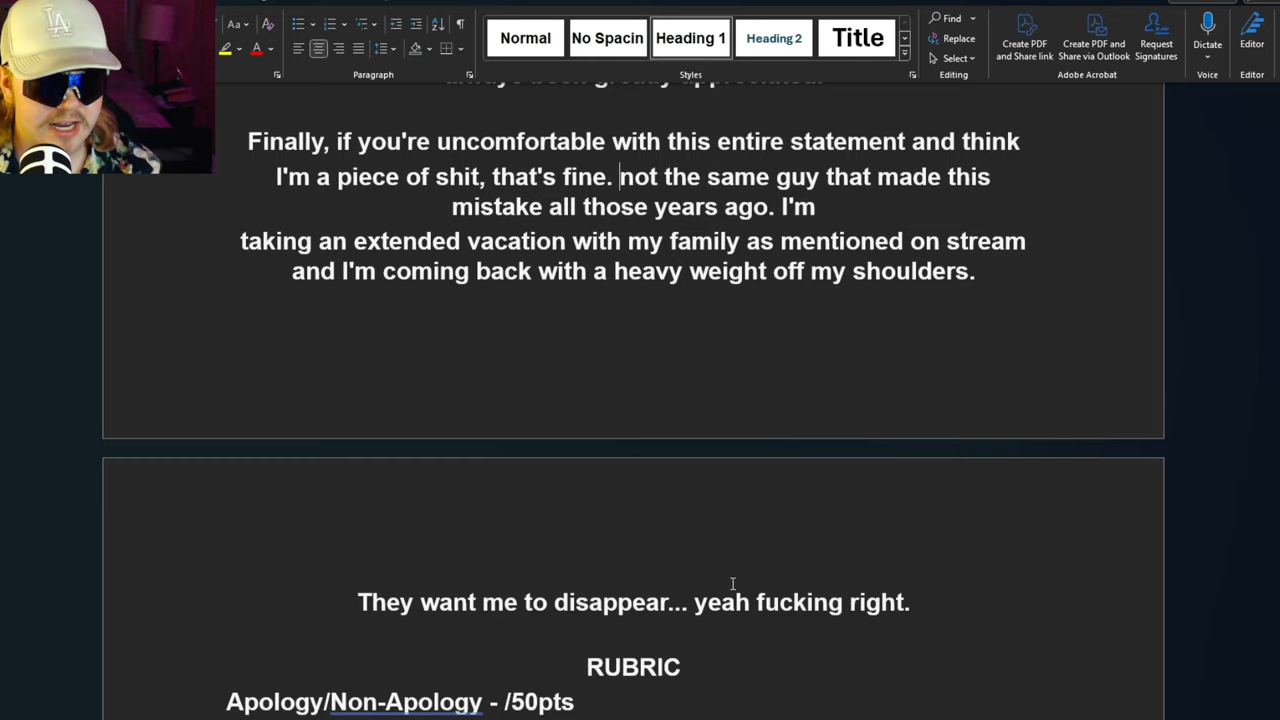 LA
Aa
Normal
No Spacin
Heading 1
Heading 2
Title
Find
Replace
Select
Create PDF and Share link
Create PDF and Share via Outlook
Request Signatures
Dictate
Editor
Paragraph
Styles
Editing
Adobe Acrobat
Voice
Editor
Finally, if you're uncomfortable with this entire statement and think
I'm a piece of shit, that's fine. not the same guy that made this
mistake all those years ago. I'm
taking an extended vacation with my family as mentioned on stream
and I'm coming back with a heavy weight off my shoulders.
They want me to disappear... yeah fucking right.
RUBRIC
Apology/Non-Apology - /50pts